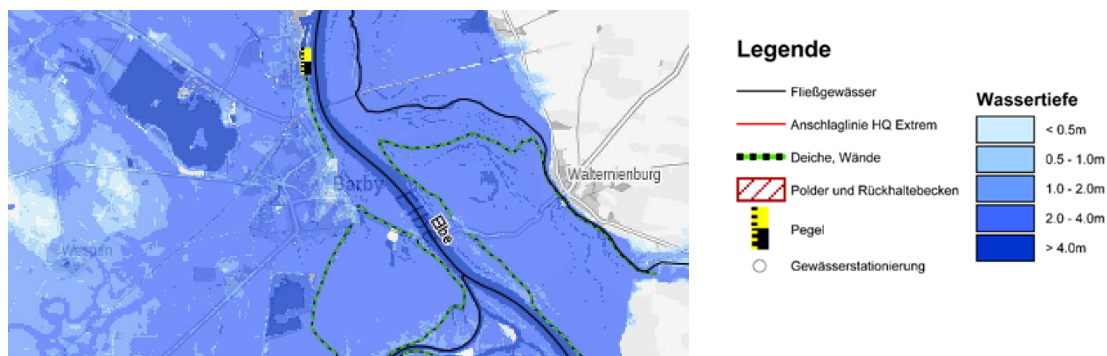 Walternienburg
Barby
Elbe
Wespen
Legende
Fließgewässer
Anschlaglinie HQ Extrem
Deiche, Wände
Polder und Rückhaltebecken
Pegel
Gewässerstationierung
Wassertiefe
< 0.5m
0.5 - 1.0m
1.0 - 2.0m
2.0 - 4.0m
> 4.0m